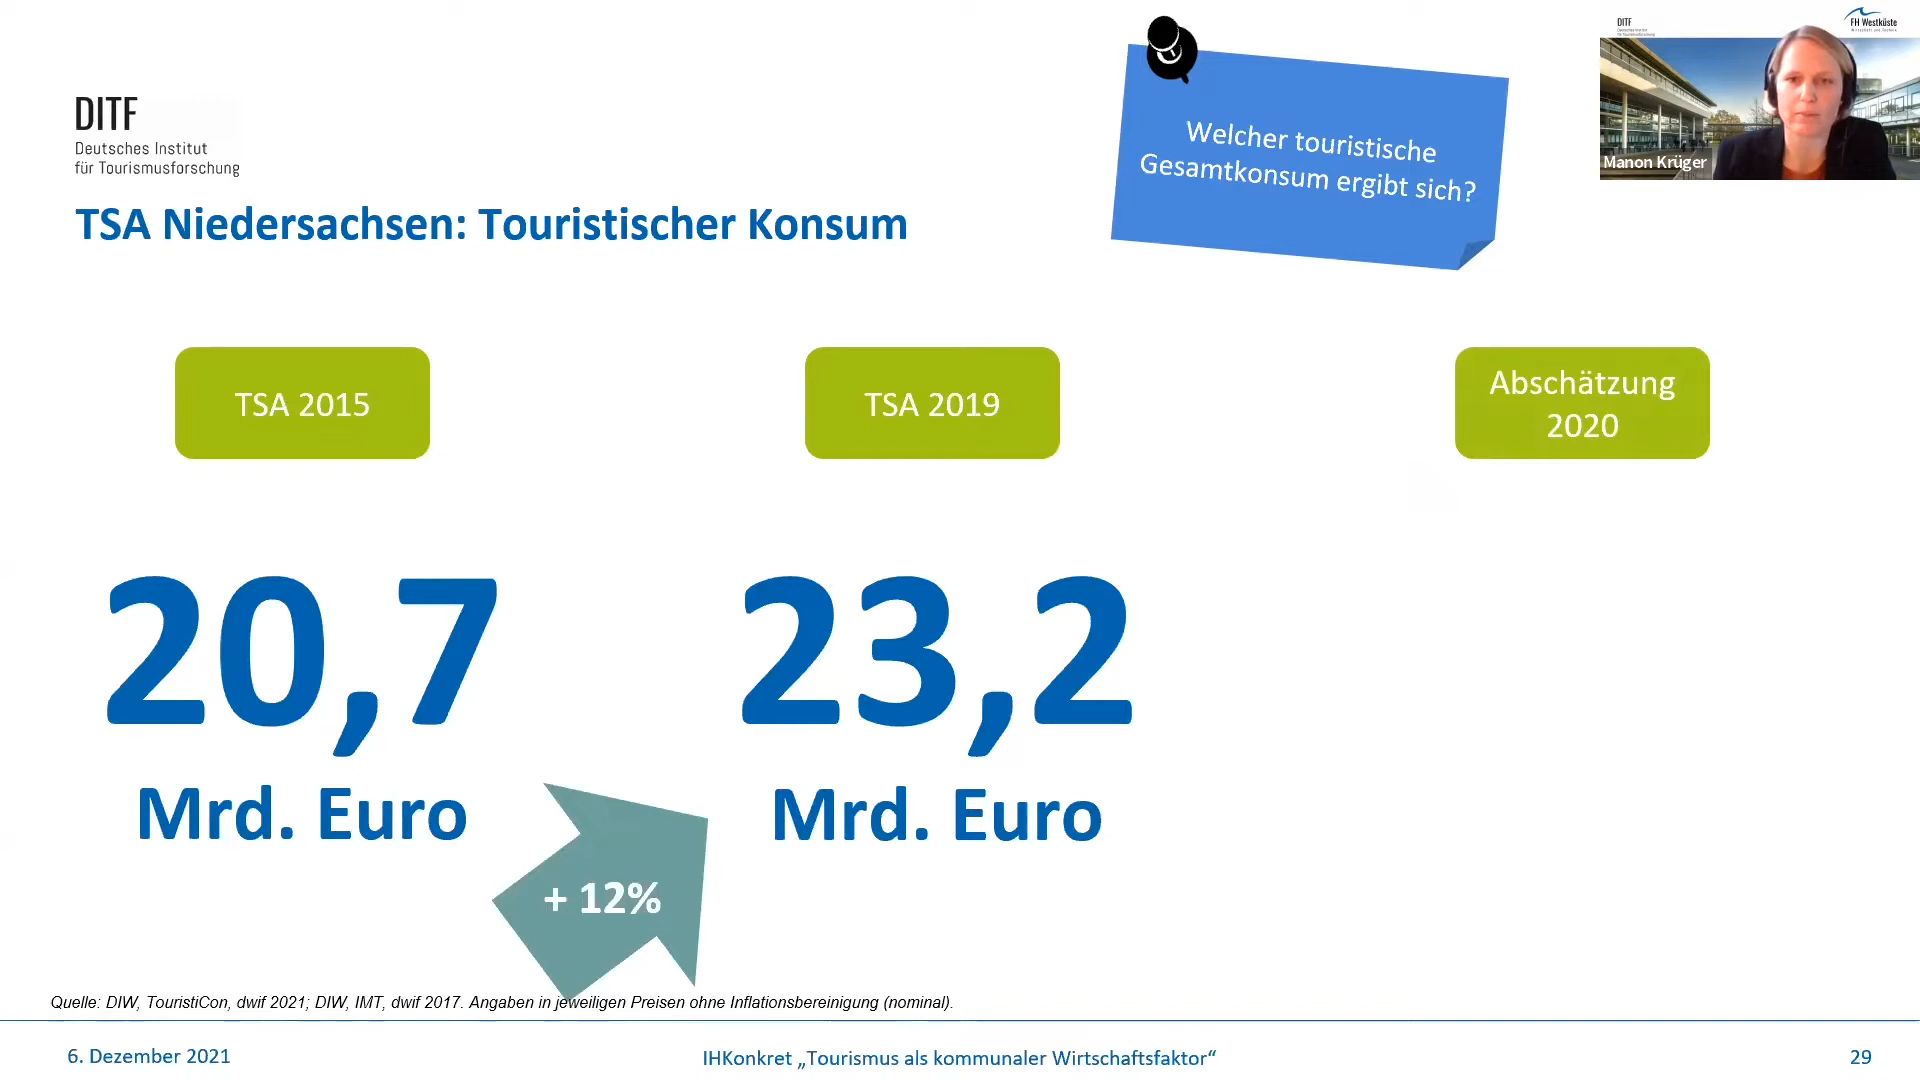 DITF
Deutsches Institut
für Tourismusforschung
TSA Niedersachsen: Touristischer Konsum
Welcher touristische
Gesamtkonsum ergibt sich?
DITF
FH Westküste
Manon Krüger
TSA 2015
TSA 2019
Abschätzung
2020
20,7
Mrd. Euro
+ 12%
23,2
Mrd. Euro
Quelle: DIW, TouristiCon, dwif 2021; DIW, IMT, dwif 2017. Angaben in jeweiligen Preisen ohne Inflationsbereinigung (nominal).
6. Dezember 2021
IHKonkret „Tourismus als kommunaler Wirtschaftsfaktor“
29